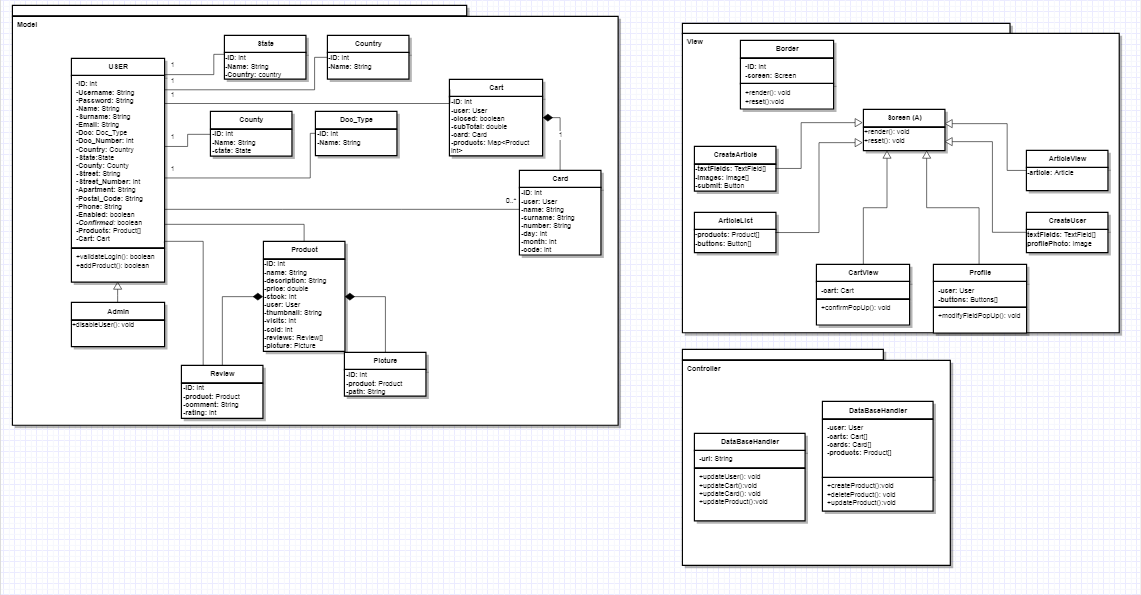 Model
State
-ID: int
-Name: String
-Country: country
Country
-ID: int
-Name: String
USER
-ID: int
-Username: String
-Password: String
-Name: String
-Surname: String
-Email: String
-Doo: Doc_Type
-Doo_Number: int
-Country: Country
-State:State
-County: County
-Street: String
-Street_Number: int
-Apartment: String
-Postal_Code: String
-Phone: String
-Enabled: boolean
-Confirmed: boolean
-Products: Product[]
-Cart: Cart
+validateLogin(): boolean
+addProduct(): boolean
1
1
1
1
1
County
-ID: int
-Name: String
-state: State
Doo_Type
-ID: int
-Name: String
Cart
-ID: int
-user: User
-closed: boolean
-subTotal: double
-card: Card
-products: Map<Product
int>
1
0..*
Card
-ID: int
-user: User
-name: String
-surname: String
-number: String
-day: int
-month: int
-code: int
Product
-ID: int
-name: String
-description: String
-price: double
-stock: int
-user: User
-thumbnail: String
-visits: int
-sold: int
-reviews: Review[]
-picture: Picture
Admin
+disableUser(): void
Review
-ID: int
-product: Product
-comment: String
-rating: int
Picture
-ID: int
-product: Product
-path: String
View
Border
-ID: int
-screen: Screen
+render(): void
+reset():void
Screen (A)
+render(): void
+reset(): void
CreateArticle
-textFields: TextField[]
-images: Image[]
-submit: Button
ArticleView
-article: Article
ArticleList
-products: Product[]
-buttons: Button[]
CreateUser
textFields: TextField[]
profilePhoto: Image
CartView
-cart: Cart
+confirmPopUp(): void
Profile
-user: User
-buttons: Buttons[]
+modifyFieldPopUp(): void
Controller
DataBaseHandler
-url: String
+updateUser(): void
+updateCart():void
+updateCard(): void
+updateProduct():void
DataBaseHandler
-user: User
-carts: Cart[]
-cards: Card[]
-products: Product[]
+createProduct():void
+deleteProduct(): void
+updateProduct():void